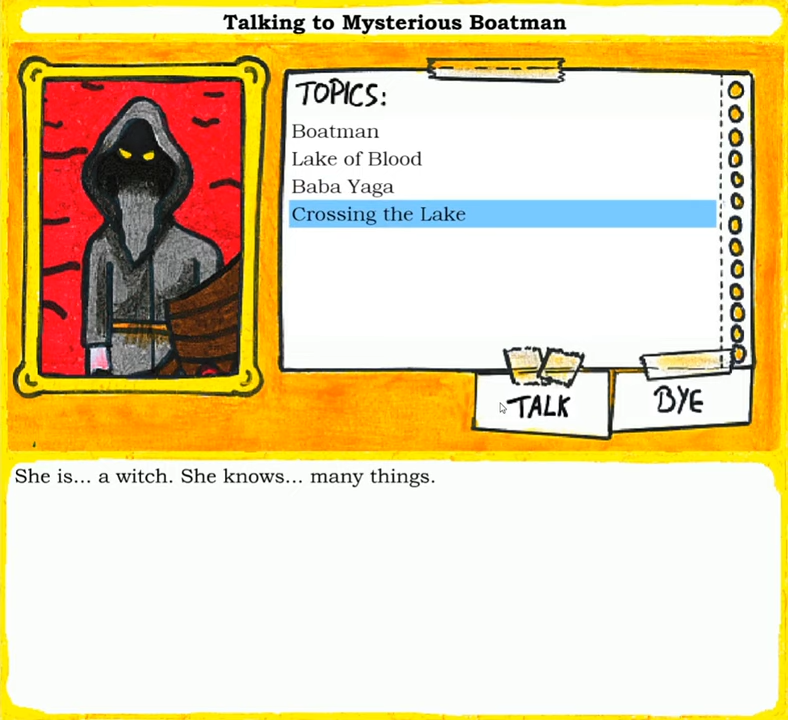 Talking to Mysterious Boatman
TOPICS:
Boatman
Lake of Blood
Baba Yaga
Crossing the Lake
TALK
BYE
She is... a witch. She knows... many things.